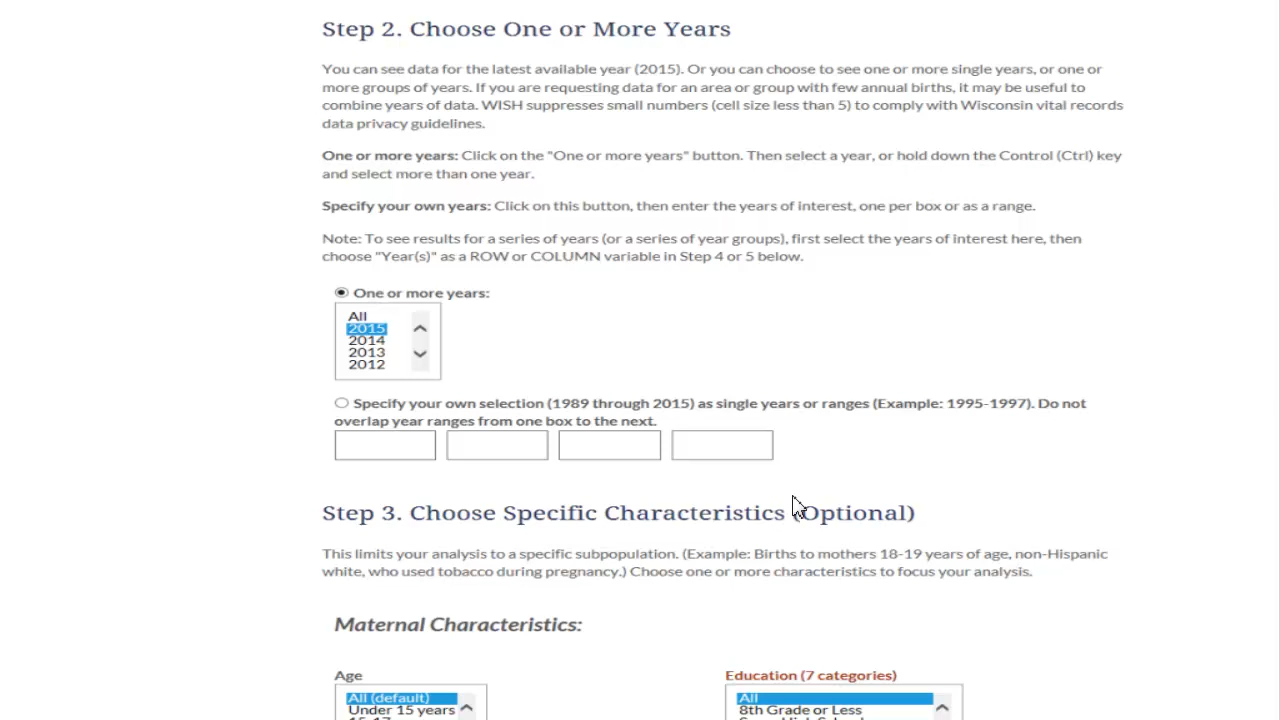 Step 2. Choose One or More Years
You can see data for the latest available year (2015). Or you can choose to see one or more single years, or one or
more groups of years. If you are requesting data for an area or group with few annual births, it may be useful to
combine years of data. WISH suppresses small numbers (cell size less than 5) to comply with Wisconsin vital records
data privacy guidelines.
One or more years: Click on the "One or more years" button. Then select a year, or hold down the Control (Ctrl) key
and select more than one year.
Specify your own years: Click on this button, then enter the years of interest, one per box or as a range.
Note: To see results for a series of years (or a series of year groups), first select the years of interest here, then
choose "Year(s)" as a ROW or COLUMN variable in Step 4 or 5 below.
One or more years:
All
2015
2014
2013
2012
Specify your own selection (1989 through 2015) as single years or ranges (Example: 1995-1997). Do not
overlap year ranges from one box to the next.
Step 3. Choose Specific Characteristics (Optional)
This limits your analysis to a specific subpopulation. (Example: Births to mothers 18-19 years of age, non-Hispanic
white, who used tobacco during pregnancy.) Choose one or more characteristics to focus your analysis.
Maternal Characteristics:
Age
All (default)
Under 15 years
Education (7 categories)
All
8th Grade or Less